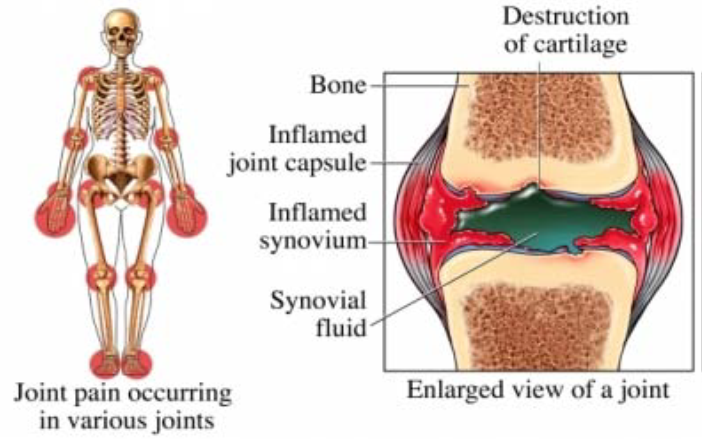 Destruction
of cartilage
Bone
Inflamed
joint capsule
Inflamed
synovium
Synovial
fluid
Joint pain occurring
in various joints
Enlarged view of a joint